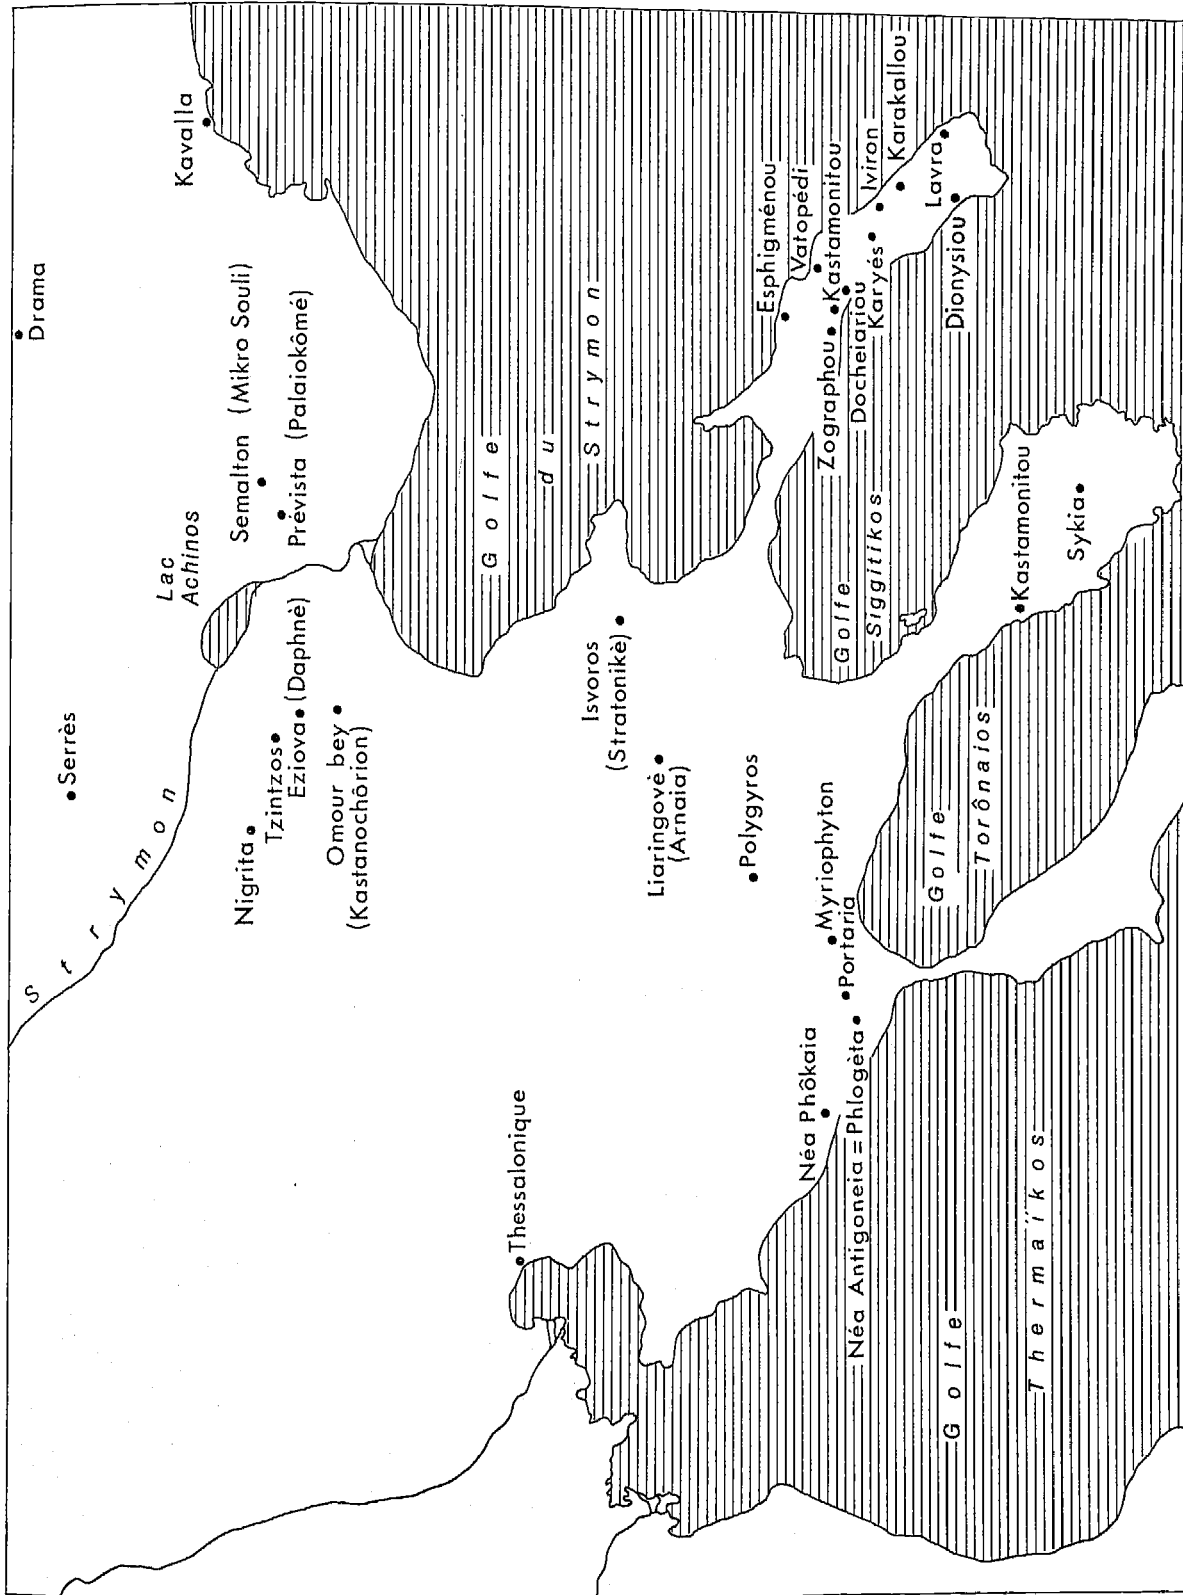 Drama
Kavalla
Serrès
Lac
Achinos
Strymon
Semalton (Mikro Souli)
Prévista (Palaiokômé)
Nigrita
Tzintzos
Eziova (Daphnè)
Omour bey
(Kastanochôrion)
Golfe
du
Strymon
Thessalonique
Isvoros
(Stratonikè)
Liaringovè
(Arnaia)
Polygyros
Myriophyton
Portaria
Néa Phôkaia
Néa Antigoneia = Phlogèta
Esphigménou
Vatopédi
Kastamonitou
Zographou
Docheiariou
Karyés
Iviron
Karakallou
Lavra
Dionysiou
Golfe
Siggitikos
Kastamonitou
Sykia
Golfe
Torônaios
Golfe
Thermaïkos